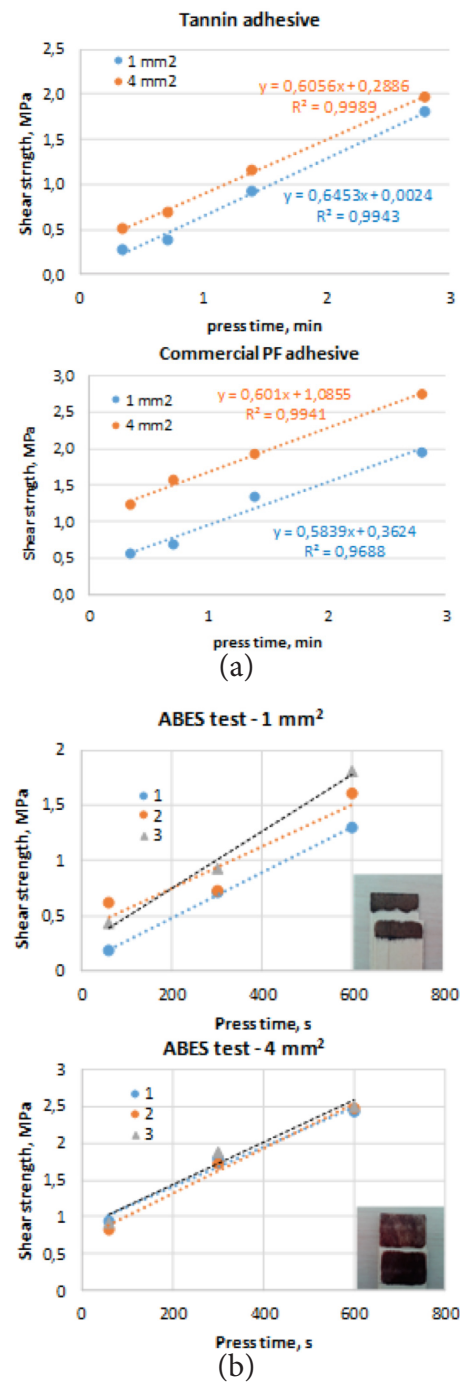 Tannin adhesive
2,5
2,0
1,5
1,0
0,5
0,0
Shear strngth, MPa
1 mm2
4 mm2
y = 0,6056x + 0,2886
R² = 0,9989
y = 0,6453x + 0,0024
R² = 0,9943
0 1 2 3
press time, min
Commercial PF adhesive
3,0
2,5
2,0
1,5
1,0
0,5
0,0
Shear strngth, MPa
1 mm2
4 mm2
y = 0,601x + 1,0855
R² = 0,9941
y = 0,5839x + 0,3624
R² = 0,9688
0 1 2 3
press time, min
(a)
ABES test - 1 mm²
2
1,5
1
0,5
0
Shear strength, MPa
1
2
3
0 200 400 600 800
Press time, s
ABES test - 4 mm²
3
2,5
2
1,5
1
0,5
0
Shear strength, MPa
1
2
3
0 200 400 600 800
Press time, s
(b)